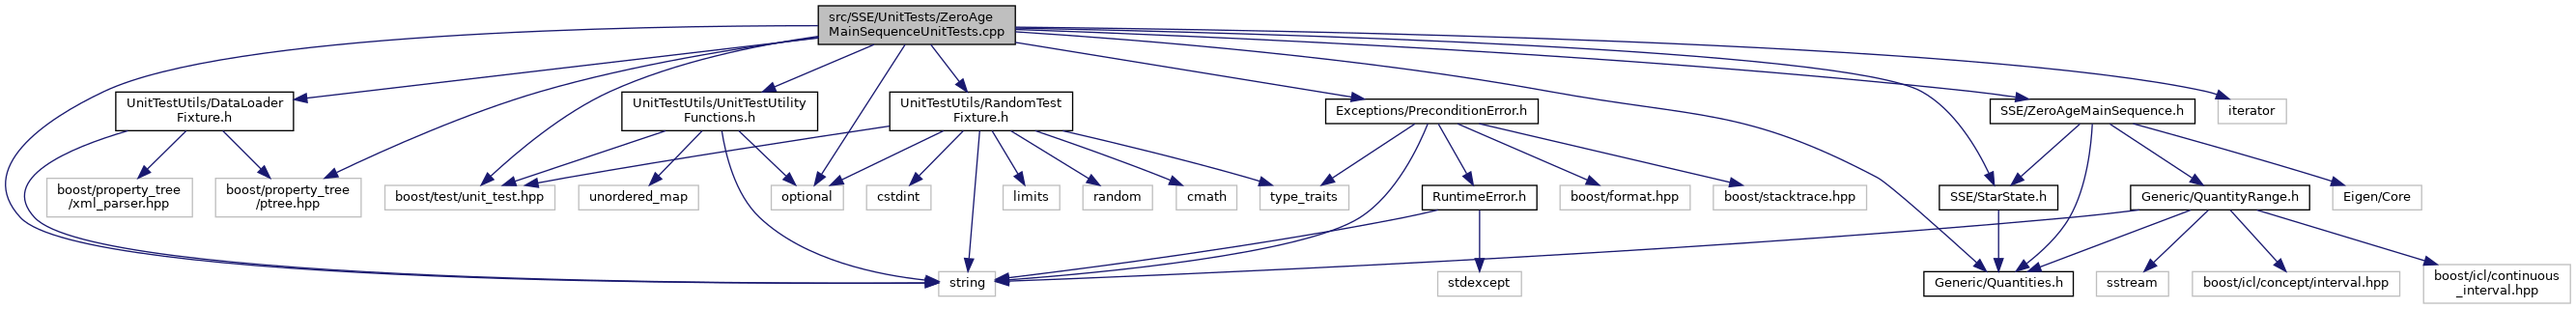 src/SSE/UnitTests/ZeroAge
MainSequenceUnitTests.cpp
UnitTestUtils/DataLoader
Fixture.h
UnitTestUtils/UnitTestUtility
Functions.h
UnitTestUtils/RandomTest
Fixture.h
Exceptions/PreconditionError.h
SSE/ZeroAgeMainSequence.h
iterator
boost/property_tree
/xml_parser.hpp
boost/property_tree
/ptree.hpp
boost/test/unit_test.hpp
unordered_map
optional
cstdint
limits
random
cmath
type_traits
RuntimeError.h
boost/format.hpp
boost/stacktrace.hpp
SSE/StarState.h
Generic/QuantityRange.h
Eigen/Core
string
stdexcept
Generic/Quantities.h
sstream
boost/icl/concept/interval.hpp
boost/icl/continuous
_interval.hpp